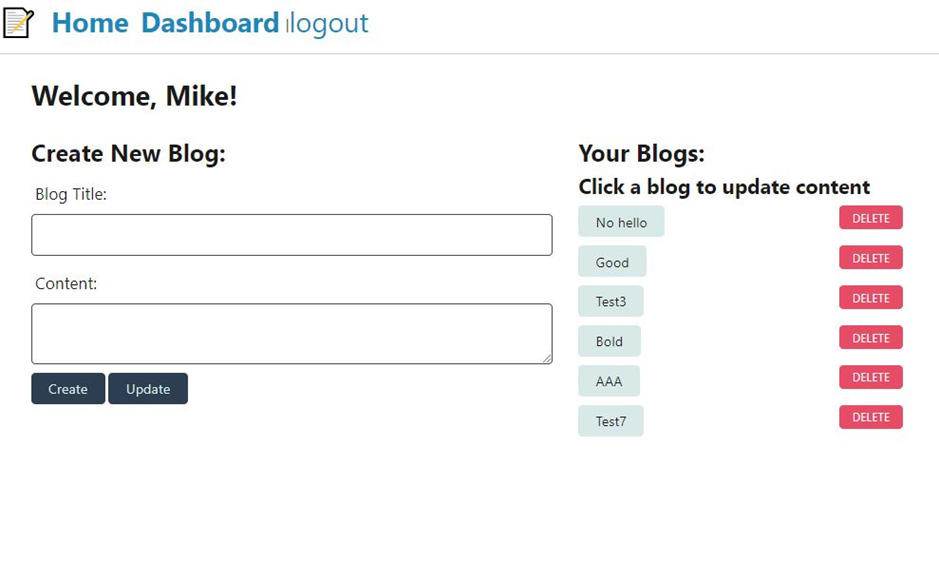 Home Dashboard logout
Welcome, Mike!
Create New Blog:
Blog Title:
Content:
Create Update
Your Blogs:
Click a blog to update content
No hello DELETE
Good DELETE
Test3 DELETE
Bold DELETE
AAA DELETE
Test7 DELETE